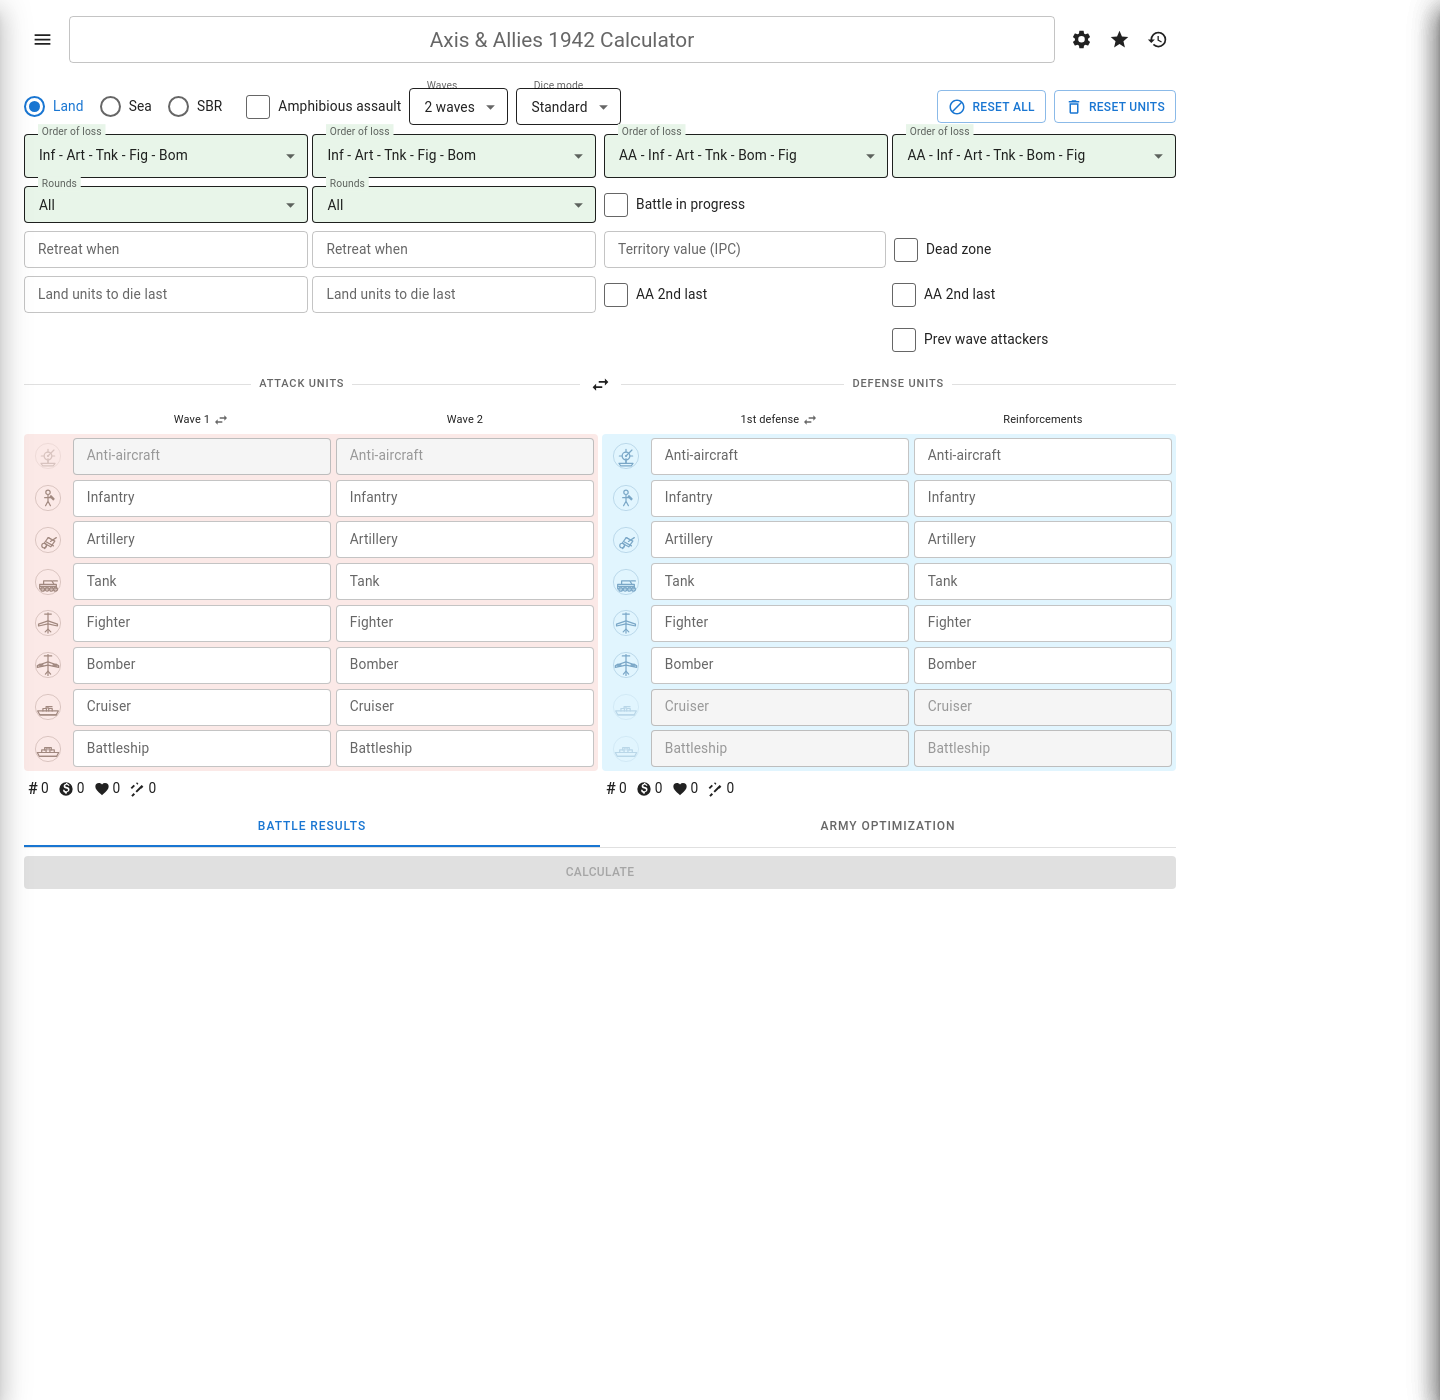 Axis & Allies 1942 Calculator
Waves Dice mode
Land Sea SBR Amphibious assault 2 waves Standard RESET ALL RESET UNITS
Order of loss Order of loss Order of loss Order of loss
Inf - Art - Tnk - Fig - Bom Inf - Art - Tnk - Fig - Bom AA - Inf - Art - Tnk - Bom - Fig AA - Inf - Art - Tnk - Bom - Fig
Rounds Rounds
All All Battle in progress
Retreat when Retreat when Territory value (IPC) Dead zone
Land units to die last Land units to die last AA 2nd last AA 2nd last
Prev wave attackers
ATTACK UNITS DEFENSE UNITS
Wave 1 Wave 2 1st defense Reinforcements
Anti-aircraft Anti-aircraft Anti-aircraft Anti-aircraft
Infantry Infantry Infantry Infantry
Artillery Artillery Artillery Artillery
Tank Tank Tank Tank
Fighter Fighter Fighter Fighter
Bomber Bomber Bomber Bomber
Cruiser Cruiser Cruiser Cruiser
Battleship Battleship Battleship Battleship
# 0 0 0 0 # 0 0 0 0
BATTLE RESULTS ARMY OPTIMIZATION
CALCULATE